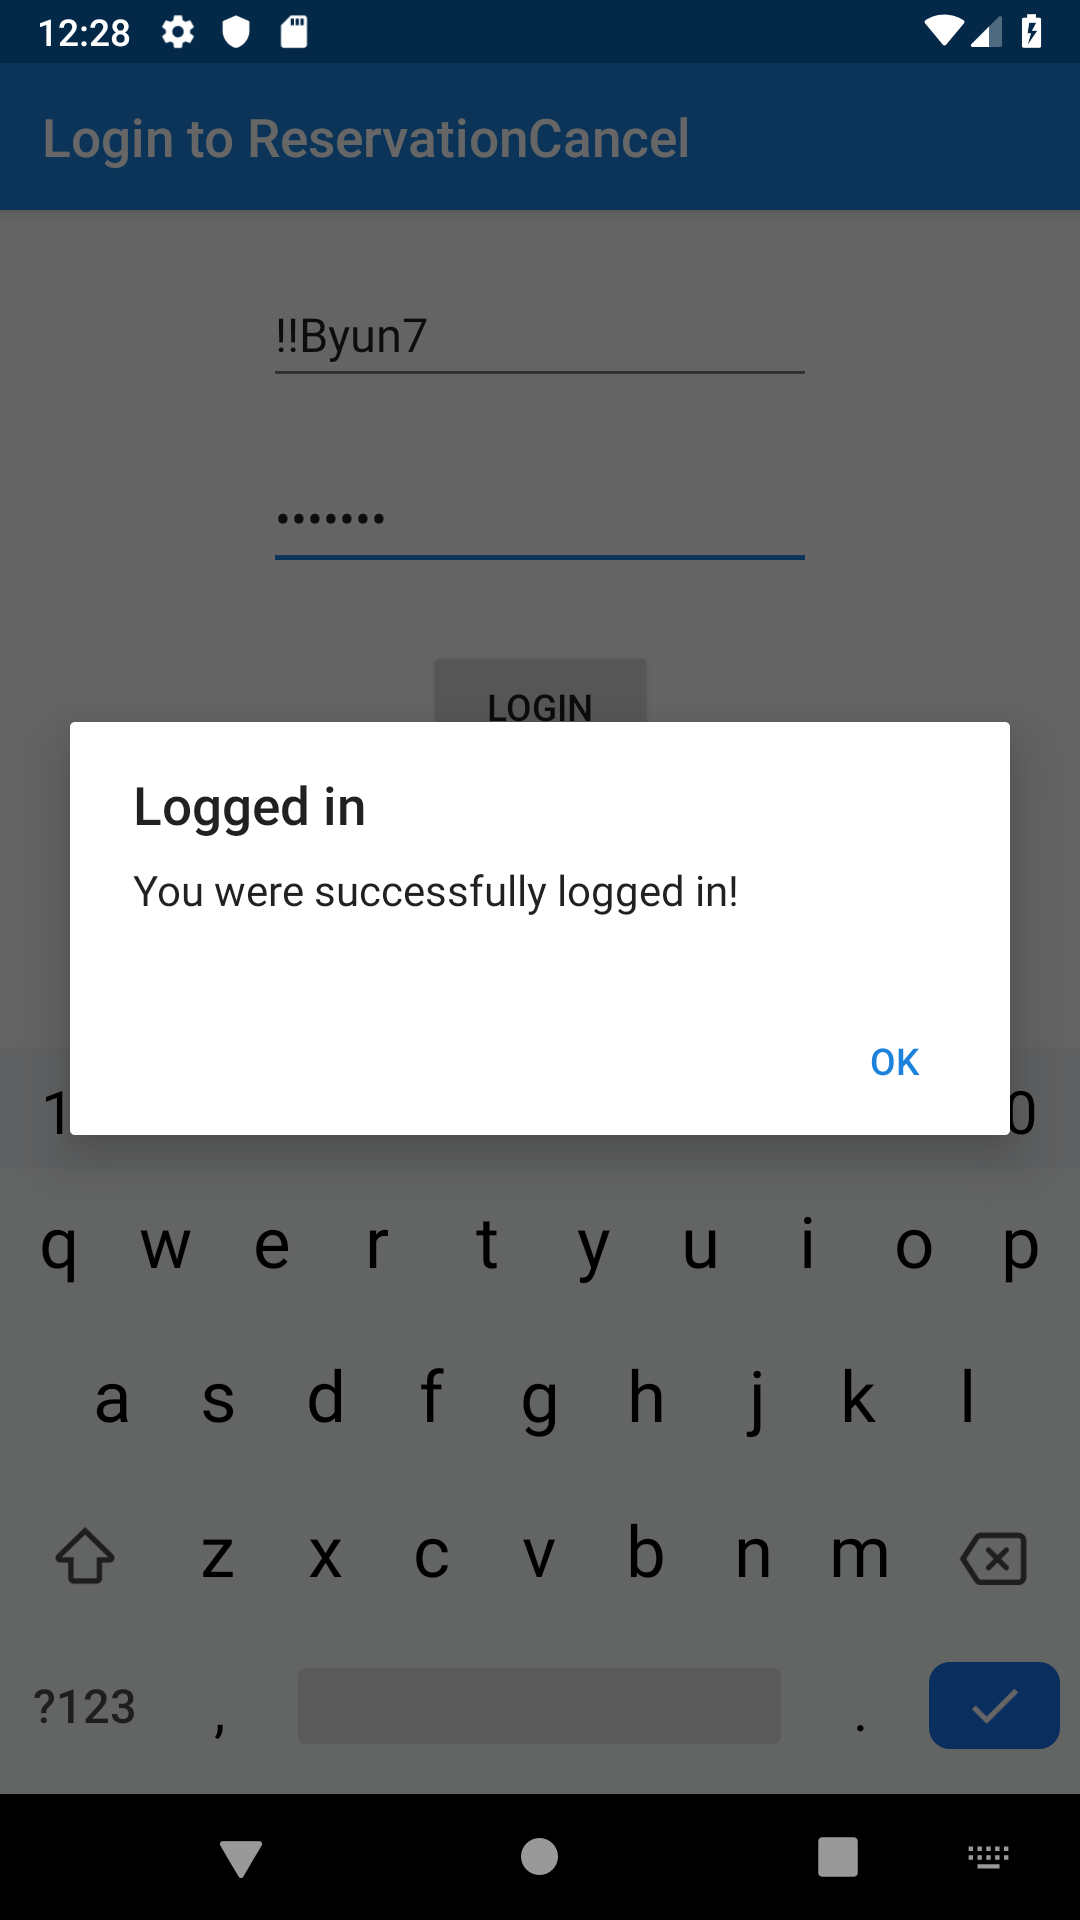 12:28
Login to ReservationCancel
!!Byun7
•••••••
LOGIN
Logged in
You were successfully logged in!
OK
1 0
q w e r t y u i o p
a s d f g h j k l
z x c v b n m
?123 , .